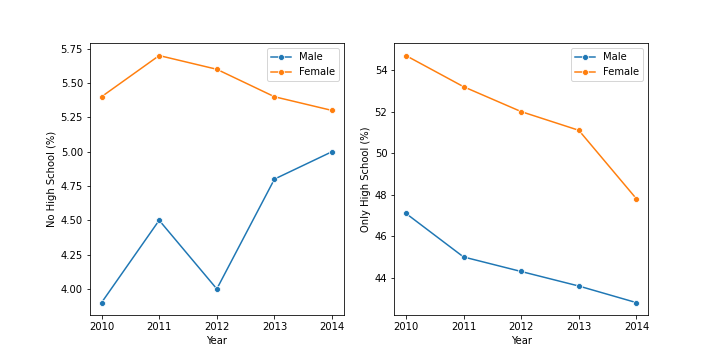 5.75
5.50
5.25
5.00
4.75
4.50
4.25
4.00
No High School (%)
2010 2011 2012 2013 2014
Year
Male
Female
54
52
50
48
46
44
Only High School (%)
2010 2011 2012 2013 2014
Year
Male
Female